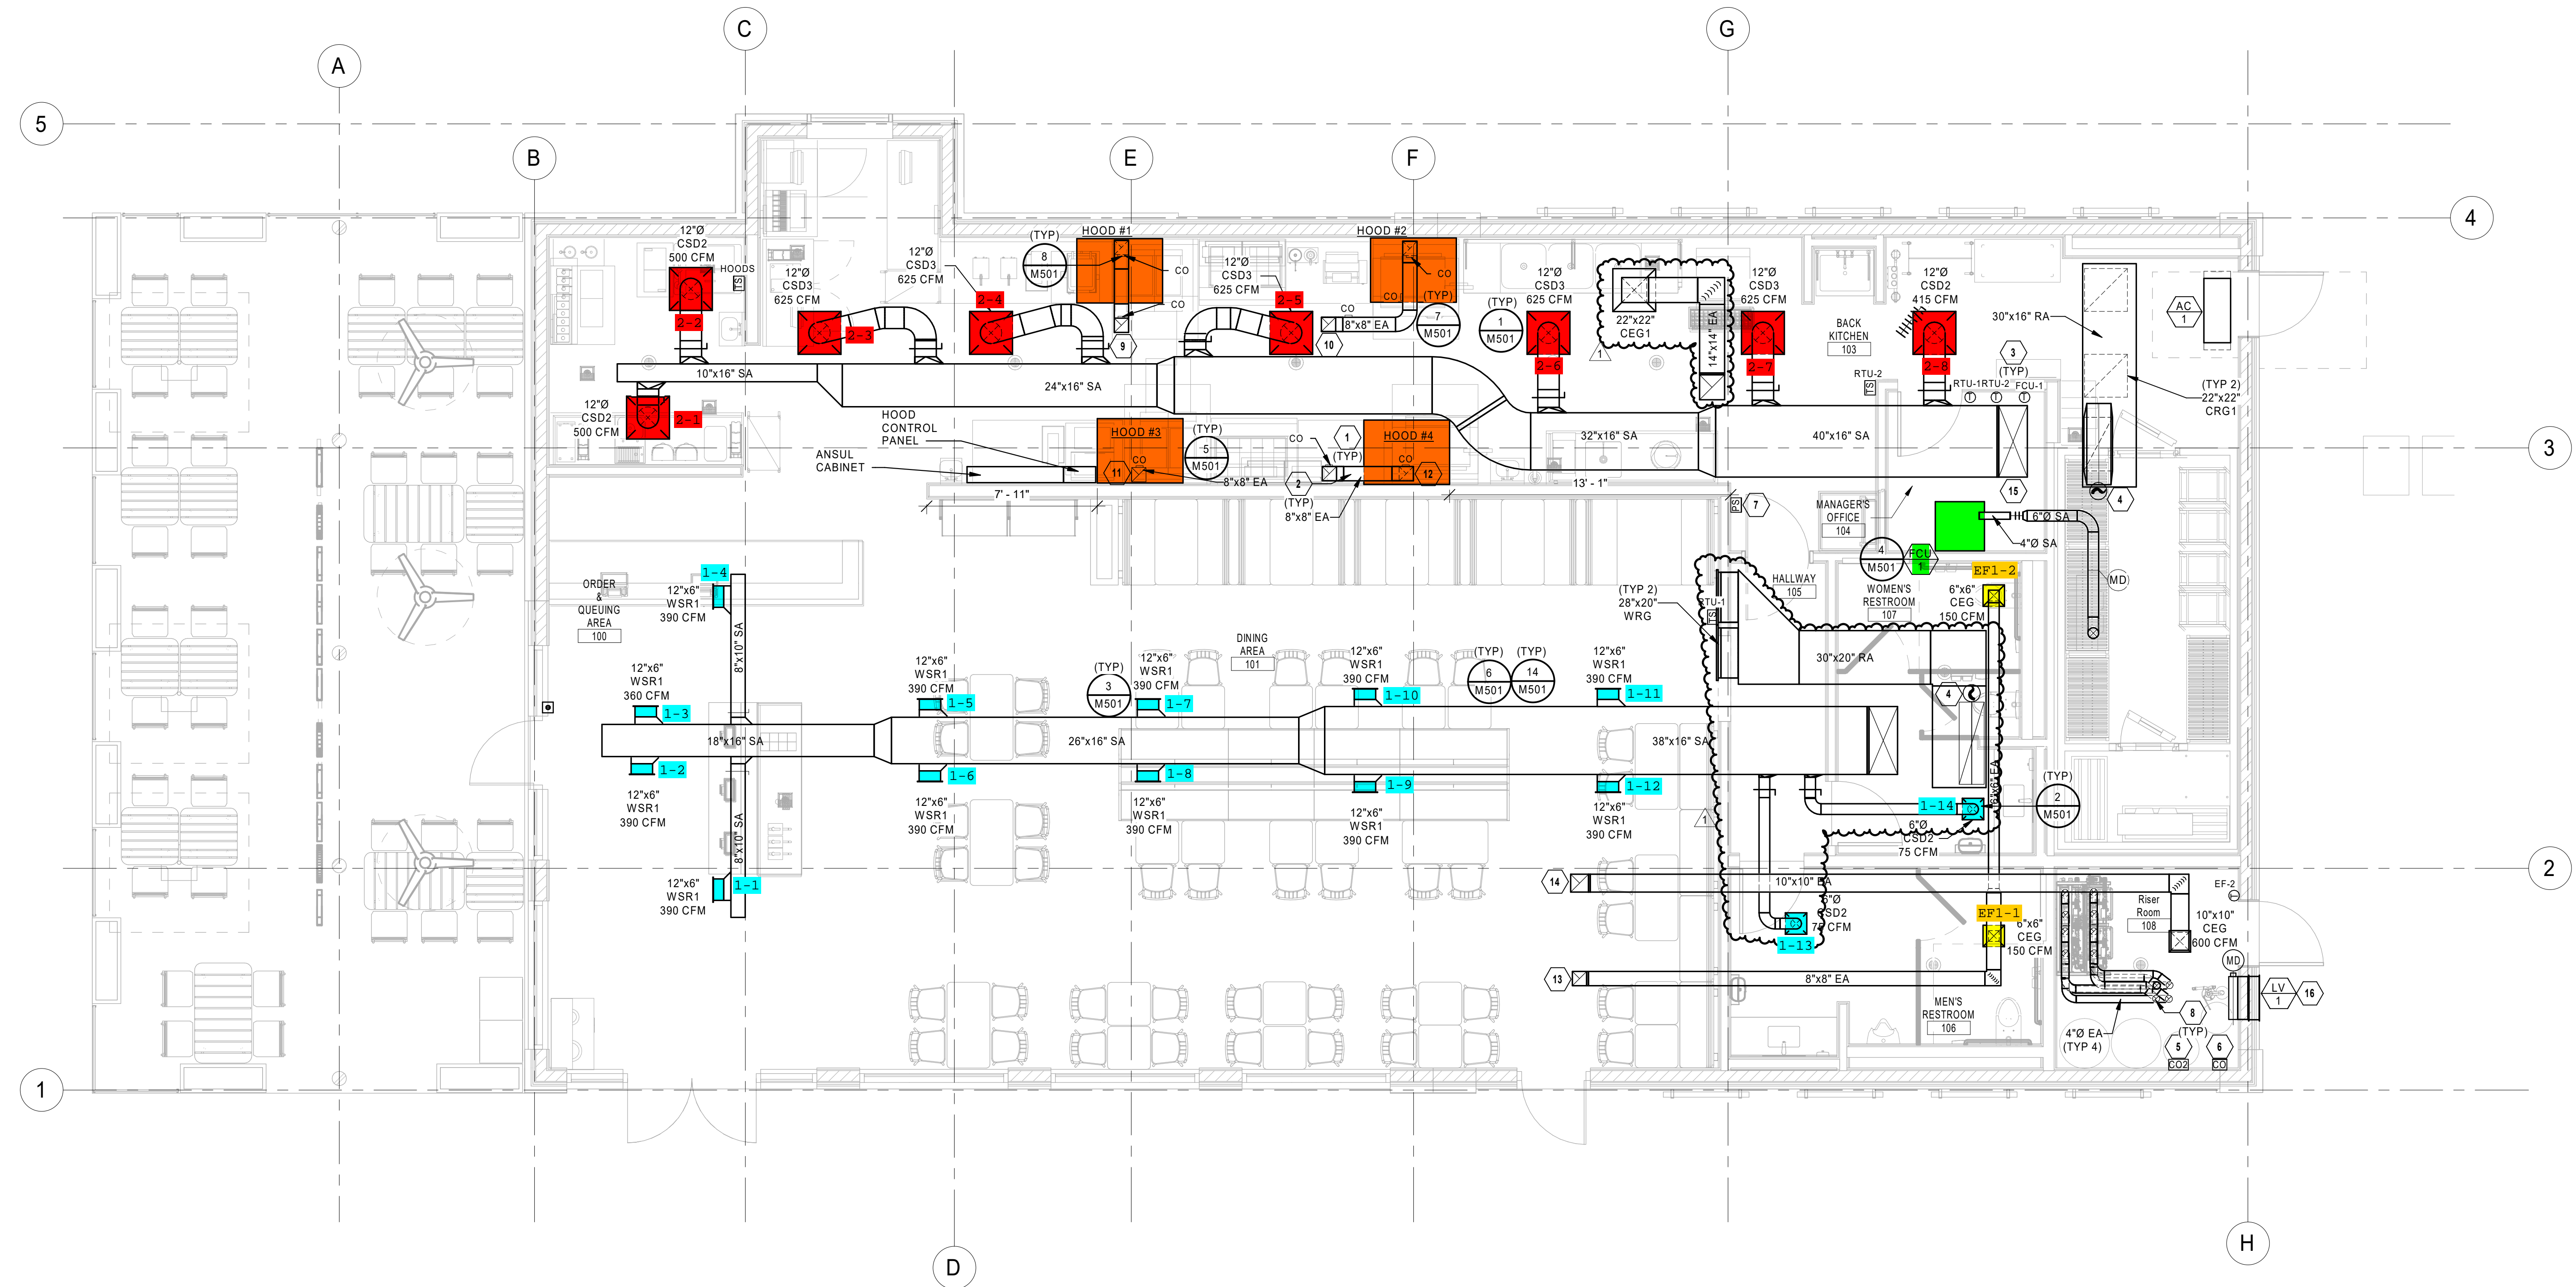 C
G
A
5
B
E
F
4
12"Ø
CSD2
500 CFM
HOODS
TS
12"Ø
CSD3
625 CFM
12"Ø
CSD3
625 CFM
(TYP)
8
M501
HOOD #1
CO
CO
12"Ø
CSD3
625 CFM
HOOD #2
CO
CO
(TYP)
7
M501
8"x8" EA
(TYP)
1
M501
12"Ø
CSD3
625 CFM
22"x22"
CEG1
14"x14" EA
1
12"Ø
CSD3
625 CFM
BACK
KITCHEN
103
12"Ø
CSD2
415 CFM
30"x16" RA
AC
1
2-2
2-3
2-4
2-5
2-6
2-7
2-8
9
10
3
(TYP)
RTU-2
TS
RTU-1
RTU-2
FCU-1
T
T
T
(TYP 2)
22"x22"
CRG1
10"x16" SA
24"x16" SA
12"Ø
CSD2
500 CFM
2-1
HOOD
CONTROL
PANEL
ANSUL
CABINET
HOOD #3
CO
11
(TYP)
5
M501
8"x8" EA
CO
1
(TYP)
HOOD #4
CO
12
2
(TYP)
8"x8" EA
32"x16" SA
40"x16" SA
3
7' - 11"
13' - 1"
PS
7
15
4
MANAGER'S
OFFICE
104
6"Ø SA
4"Ø SA
4
M501
FCU
1
MD
ORDER
&
QUEUING
AREA
100
1-4
12"x6"
WSR1
390 CFM
8"x10" SA
(TYP 2)
28"x20"
WRG
RTU-1
TS
HALLWAY
105
WOMEN'S
RESTROOM
107
EF1-2
6"x6"
CEG
150 CFM
DINING
AREA
101
12"x6"
WSR1
360 CFM
1-3
12"x6"
WSR1
390 CFM
1-5
(TYP)
3
M501
12"x6"
WSR1
390 CFM
1-7
12"x6"
WSR1
390 CFM
1-10
(TYP)
6
M501
(TYP)
14
M501
12"x6"
WSR1
390 CFM
1-11
30"x20" RA
4
18"x16" SA
26"x16" SA
38"x16" SA
1-2
12"x6"
WSR1
390 CFM
1-6
12"x6"
WSR1
390 CFM
1-8
12"x6"
WSR1
390 CFM
1-9
12"x6"
WSR1
390 CFM
1-12
12"x6"
WSR1
390 CFM
6"x6" EA
1
1-14
6"Ø
CSD2
75 CFM
(TYP)
2
M501
8"x10" SA
12"x6"
WSR1
390 CFM
1-1
2
14
10"x10" EA
6"Ø
CSD2
75 CFM
1-13
EF1-1
6"x6"
CEG
150 CFM
Riser
Room
108
EF-2
T
10"x10"
CEG
600 CFM
MD
13
8"x8" EA
LV
1
16
MEN'S
RESTROOM
106
4"Ø EA
(TYP 4)
8
(TYP)
5
CO2
6
CO
1
D
H